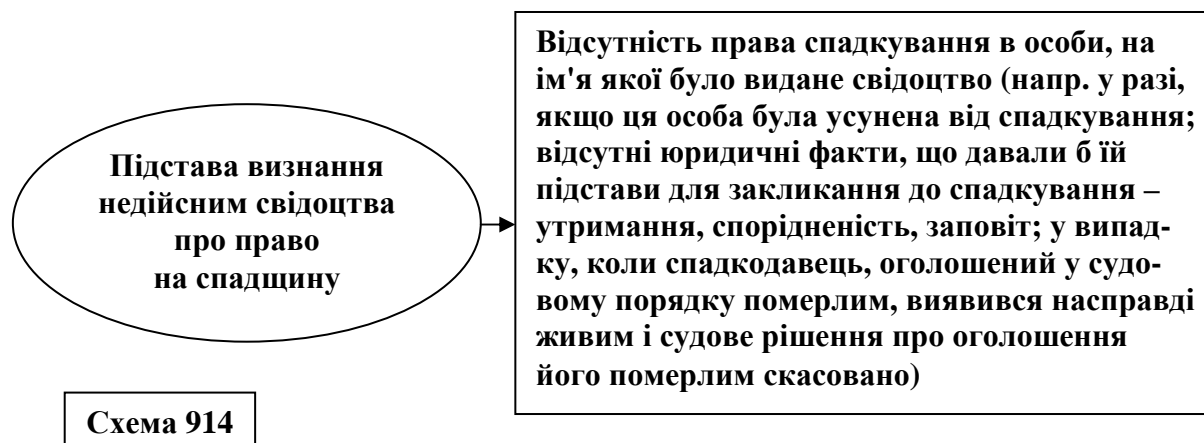 Підстава визнання
недійсним свідоцтва
про право
на спадщину
Відсутність права спадкування в особи, на
ім'я якої було видане свідоцтво (напр. у разі,
якщо ця особа була усунена від спадкування;
відсутні юридичні факти, що давали б їй
підстави для закликання до спадкування –
утримання, спорідненість, заповіт; у випад-
ку, коли спадкодавець, оголошений у судо-
вому порядку померлим, виявився насправді
живим і судове рішення про оголошення
його померлим скасовано)
Схема 914